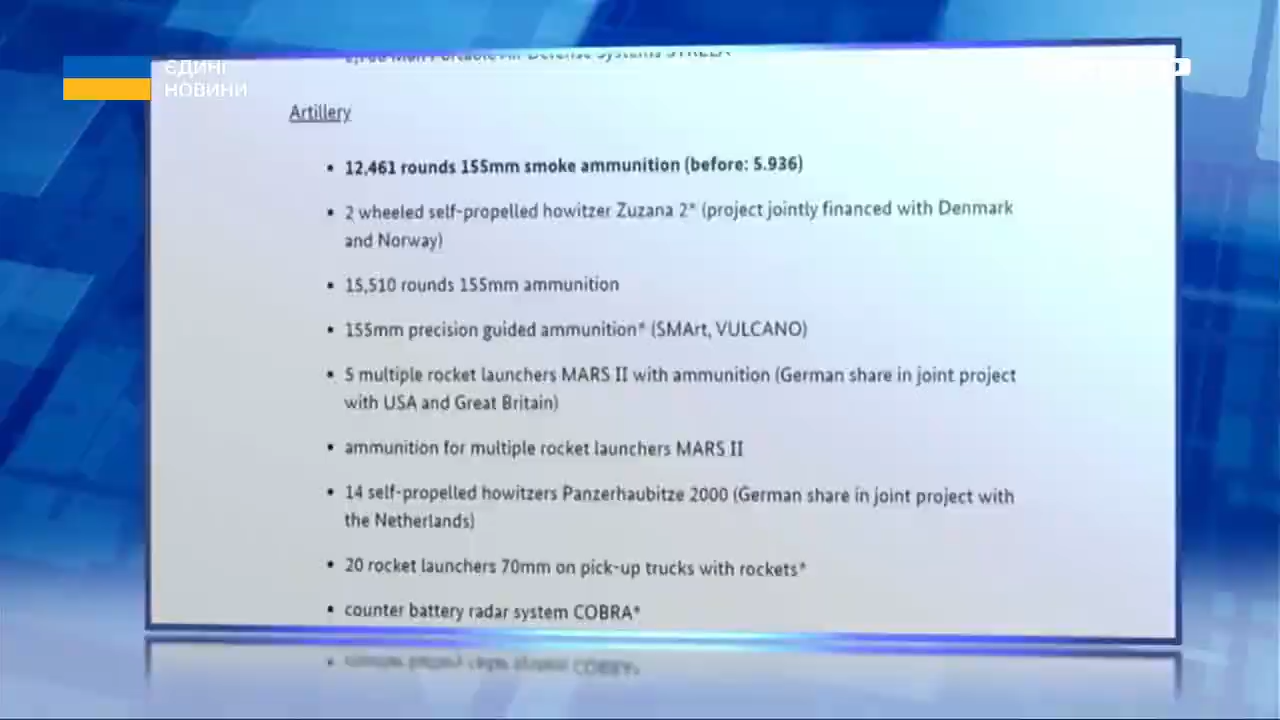 ЄДИНІ
НОВИНИ
Artillery
• 12,461 rounds 155mm smoke ammunition (before: 5.936)
• 2 wheeled self-propelled howitzer Zuzana 2* (project jointly financed with Denmark
and Norway)
• 15,510 rounds 155mm ammunition
• 155mm precision guided ammunition* (SMArt, VULCANO)
• 5 multiple rocket launchers MARS II with ammunition (German share in joint project
with USA and Great Britain)
• ammunition for multiple rocket launchers MARS II
• 14 self-propelled howitzers Panzerhaubitze 2000 (German share in joint project with
the Netherlands)
• 20 rocket launchers 70mm on pick-up trucks with rockets*
• counter battery radar system COBRA*